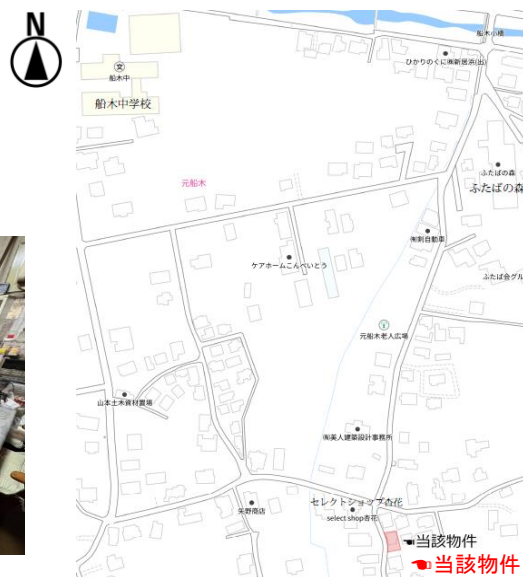 N
船木小橋
ひかりのくに㈱新居浜(出)
船木中
船木中学校
ふたばの森
ふたばの森
元船木
㈲剣自動車
ケアホームこんぺいとう
ふたば会グル
元船木老人広場
山本土木資材置場
㈲美人建築設計事務所
セレクトショップ杏花
矢野商店
select shop杏花
☚当該物件
☚当該物件